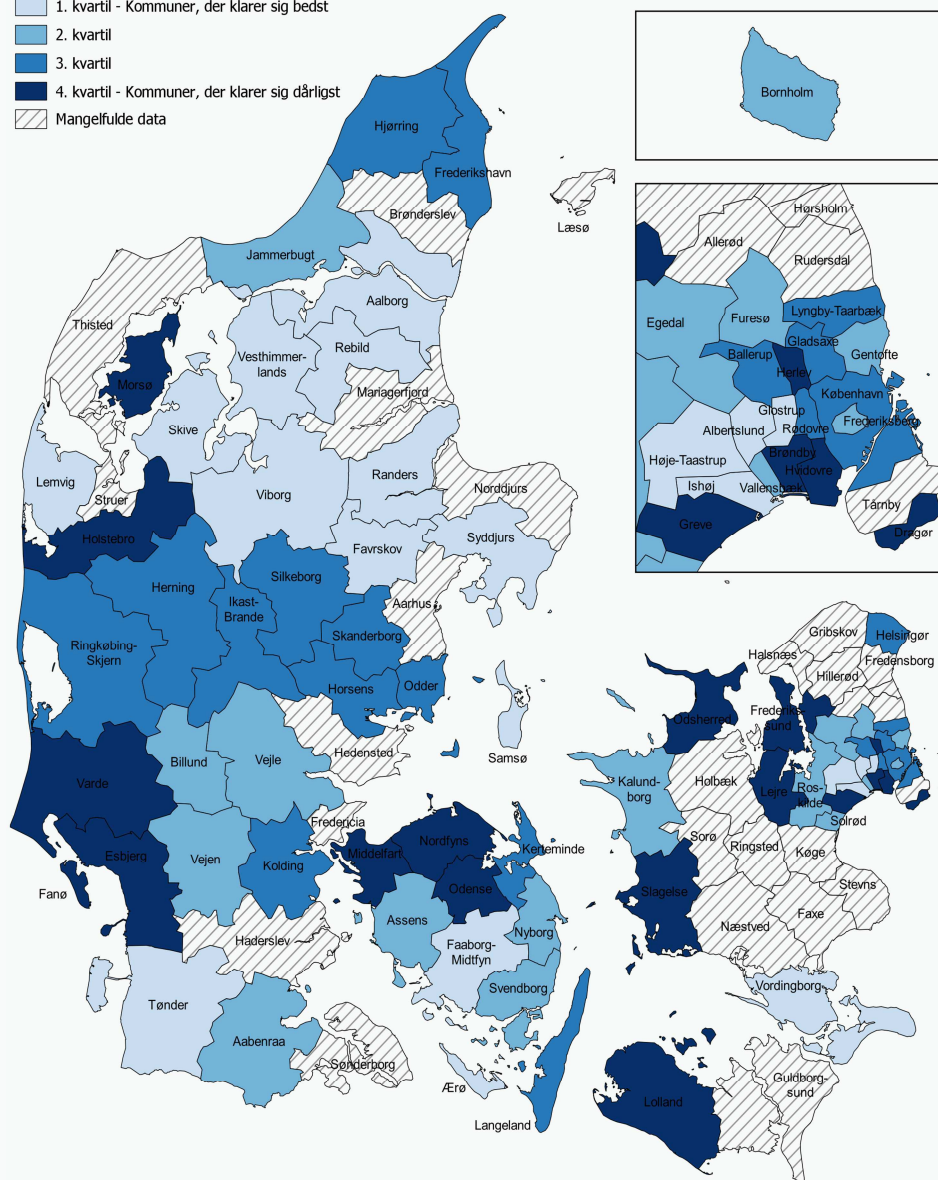 1. kvartil - Kommuner, der klarer sig bedst
2. kvartil
3. kvartil
4. kvartil - Kommuner, der klarer sig dårligst
Mangelfulde data
Hjørring
Frederikshavn
Brønderslev
Læsø
Jammerbugt
Thisted
Aalborg
Vesthimmer-
lands
Rebild
Morsø
Mariagerfjord
Skive
Lemvig
Struer
Viborg
Randers
Norddjurs
Holstebro
Favrskov
Syddjurs
Herning
Silkeborg
Ikast-
Brande
Aarhus
Skanderborg
Ringkøbing-
Skjern
Horsens
Odder
Hedensted
Samsø
Varde
Billund
Vejle
Fredericia
Esbjerg
Vejen
Kolding
Fanø
Haderslev
Tønder
Aabenraa
Sønderborg
Middelfart
Nordfyns
Kerteminde
Odense
Assens
Nyborg
Faaborg-
Midtfyn
Svendborg
Ærø
Langeland
Bornholm
Hørsholm
Allerød
Rudersdal
Egedal
Furesø
Lyngby-Taarbæk
Gladsaxe
Ballerup
Gentofte
Herlev
København
Glostrup
Frederiksberg
Albertslund
Rødovre
Høje-Taastrup
Brøndby
Hvidovre
Ishøj
Vallensbæk
Tårnby
Greve
Dragør
Gribskov
Helsingør
Halsnæs
Fredensborg
Hillerød
Odsherred
Frederiks-
sund
Kalund-
borg
Holbæk
Lejre
Ros-
kilde
Solrød
Sorø
Ringsted
Køge
Slagelse
Stevns
Næstved
Faxe
Vordingborg
Lolland
Guldborg-
sund